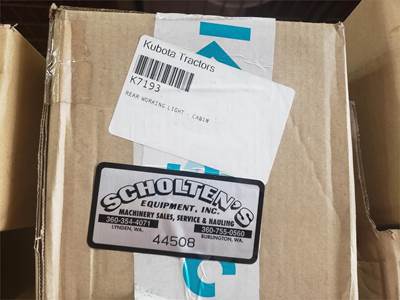 Kubota Tractors
K7193
REAR WORKING LIGHT , CABIN
SCHOLTEN'S
EQUIPMENT, INC.
MACHINERY SALES, SERVICE & HAULING
360-354-4071 360-755-0560
LYNDEN, WA. BURLINGTON, WA.
44508